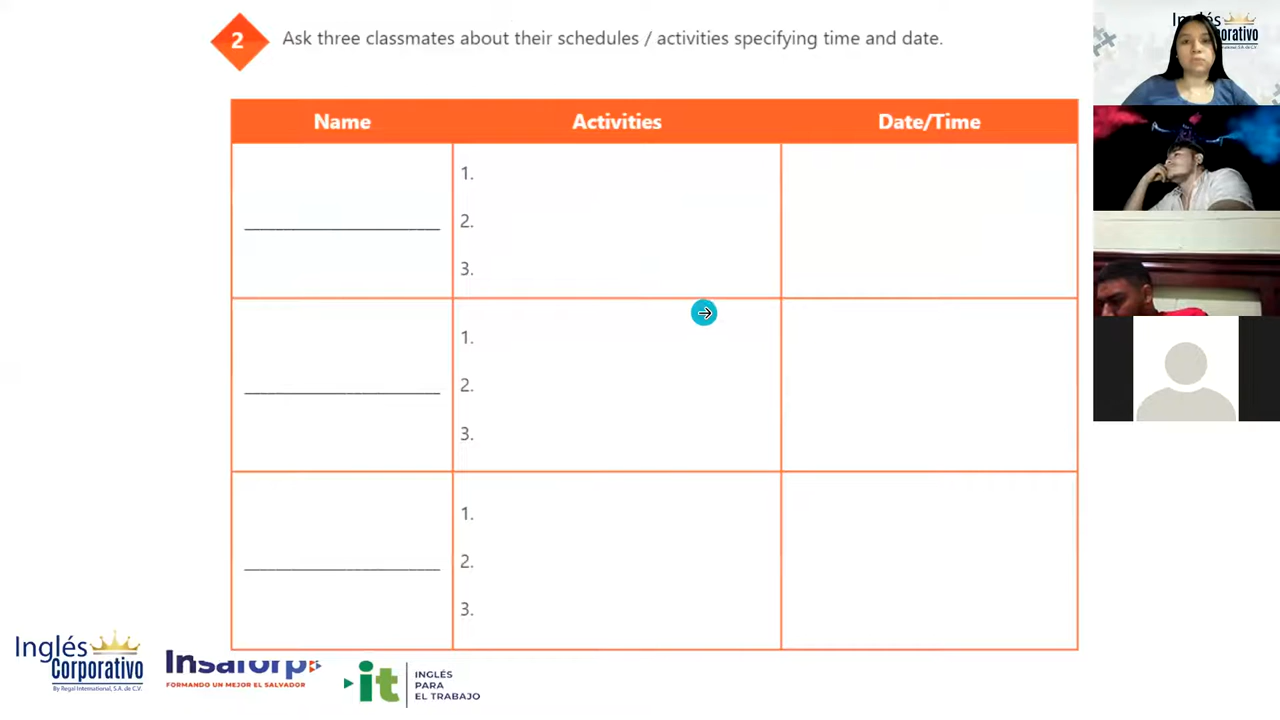 2
Ask three classmates about their schedules / activities specifying time and date.
Name
Activities
Date/Time
1.
2.
3.
1.
2.
3.
1.
2.
3.
Inglés
Corporativo
By Regal International, S.A. de C.V.
Insaforp
FORMANDO UN MEJOR EL SALVADOR
it
INGLÉS
PARA
EL TRABAJO